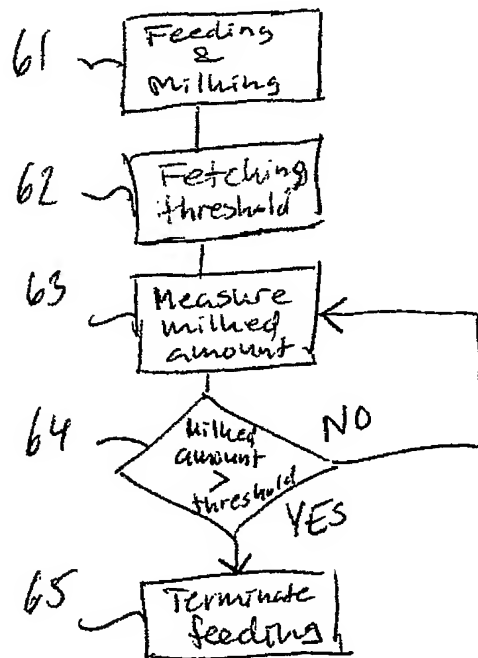 61
Feeding
&
Milking
62
Fetching
threshold
63
Measure
milked
amount
64
Milked
amount
>
threshold
NO
YES
65
Terminate
feeding